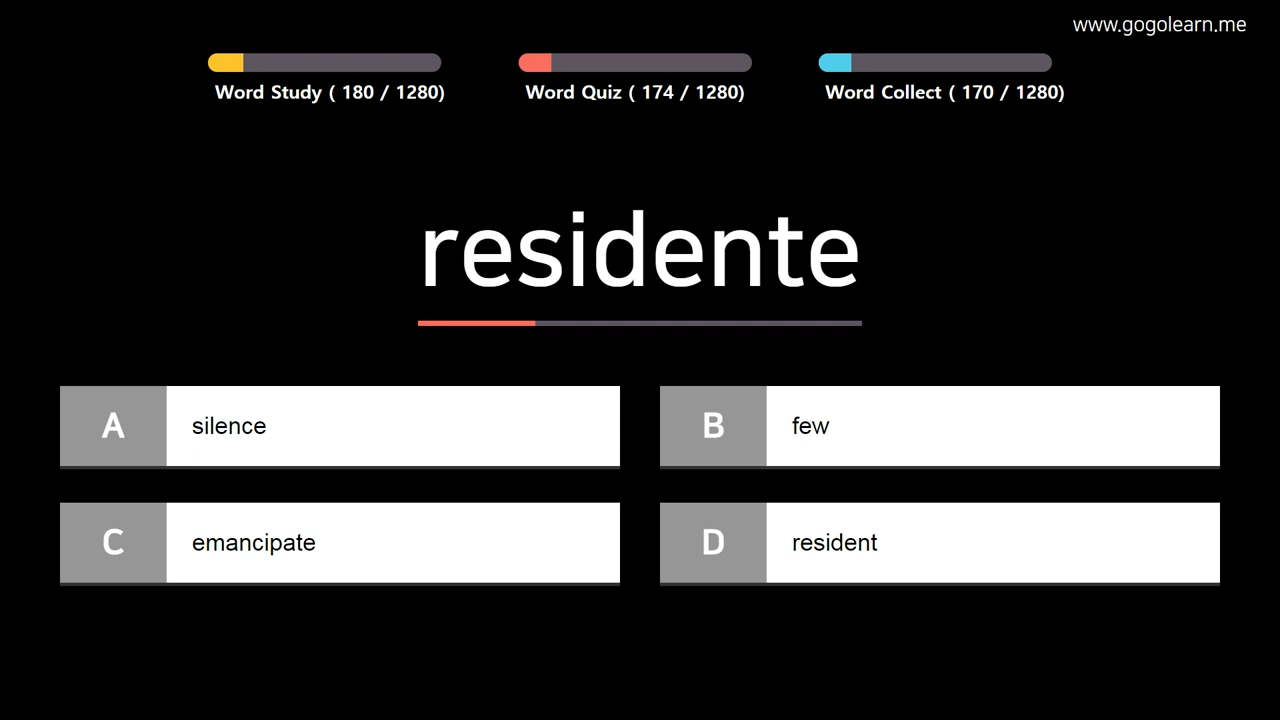 www.gogolearn.me
Word Study ( 180 / 1280)
Word Quiz ( 174 / 1280)
Word Collect ( 170 / 1280)
residente
A silence
B few
C emancipate
D resident